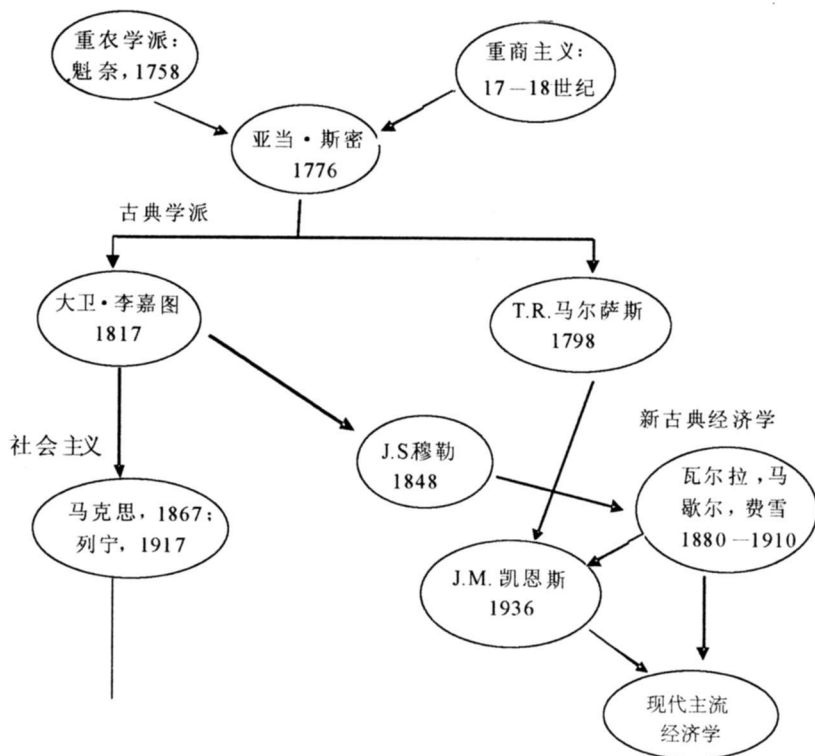 重农学派：
魁奈，1758
重商主义：
17—18世纪
亚当·斯密
1776
古典学派
大卫·李嘉图
1817
T.R.马尔萨斯
1798
社会主义
J.S穆勒
1848
新古典经济学
瓦尔拉，马
歇尔，费雪
1880—1910
马克思，1867；
列宁，1917
J.M.凯恩斯
1936
现代主流
经济学